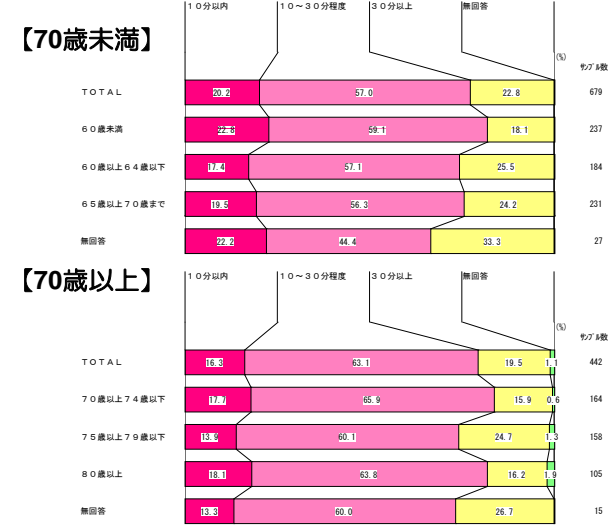 【70歳未満】
１０分以内 １０～３０分程度 ３０分以上 無回答
(%)
ｻﾝﾌﾟﾙ数
ＴＯＴＡＬ 20.2 57.0 22.8 679
６０歳未満 22.8 59.1 18.1 237
６０歳以上６４歳以下 17.4 57.1 25.5 184
６５歳以上７０歳まで 19.5 56.3 24.2 231
無回答 22.2 44.4 33.3 27
【70歳以上】
１０分以内 １０～３０分程度 ３０分以上 無回答
(%)
ｻﾝﾌﾟﾙ数
ＴＯＴＡＬ 16.3 63.1 19.5 1.1 442
７０歳以上７４歳以下 17.7 65.9 15.9 0.6 164
７５歳以上７９歳以下 13.9 60.1 24.7 1.3 158
８０歳以上 18.1 63.8 16.2 1.9 105
無回答 13.3 60.0 26.7 15